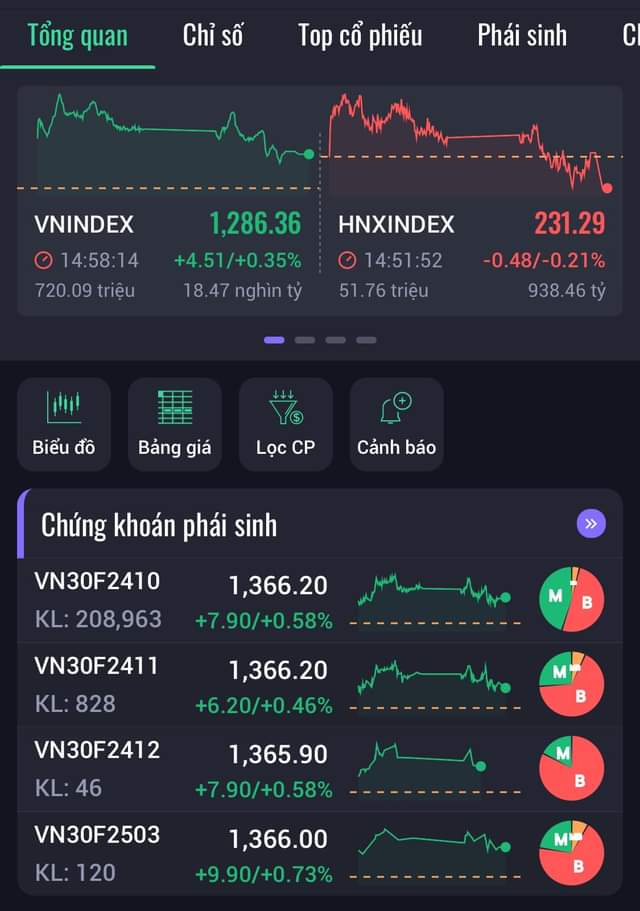 Tổng quan Chỉ số Top cổ phiếu Phái sinh
VNINDEX 1,286.36 HNXINDEX 231.29
14:58:14 +4.51/+0.35% 14:51:52 -0.48/-0.21%
720.09 triệu 18.47 nghìn tỷ 51.76 triệu 938.46 tỷ
Biểu đồ Bảng giá Lọc CP Cảnh báo
Chứng khoán phái sinh
VN30F2410 1,366.20
KL: 208,963 +7.90/+0.58%
M B
VN30F2411 1,366.20
KL: 828 +6.20/+0.46%
M B
VN30F2412 1,365.90
KL: 46 +7.90/+0.58%
M B
VN30F2503 1,366.00
KL: 120 +9.90/+0.73%
M B